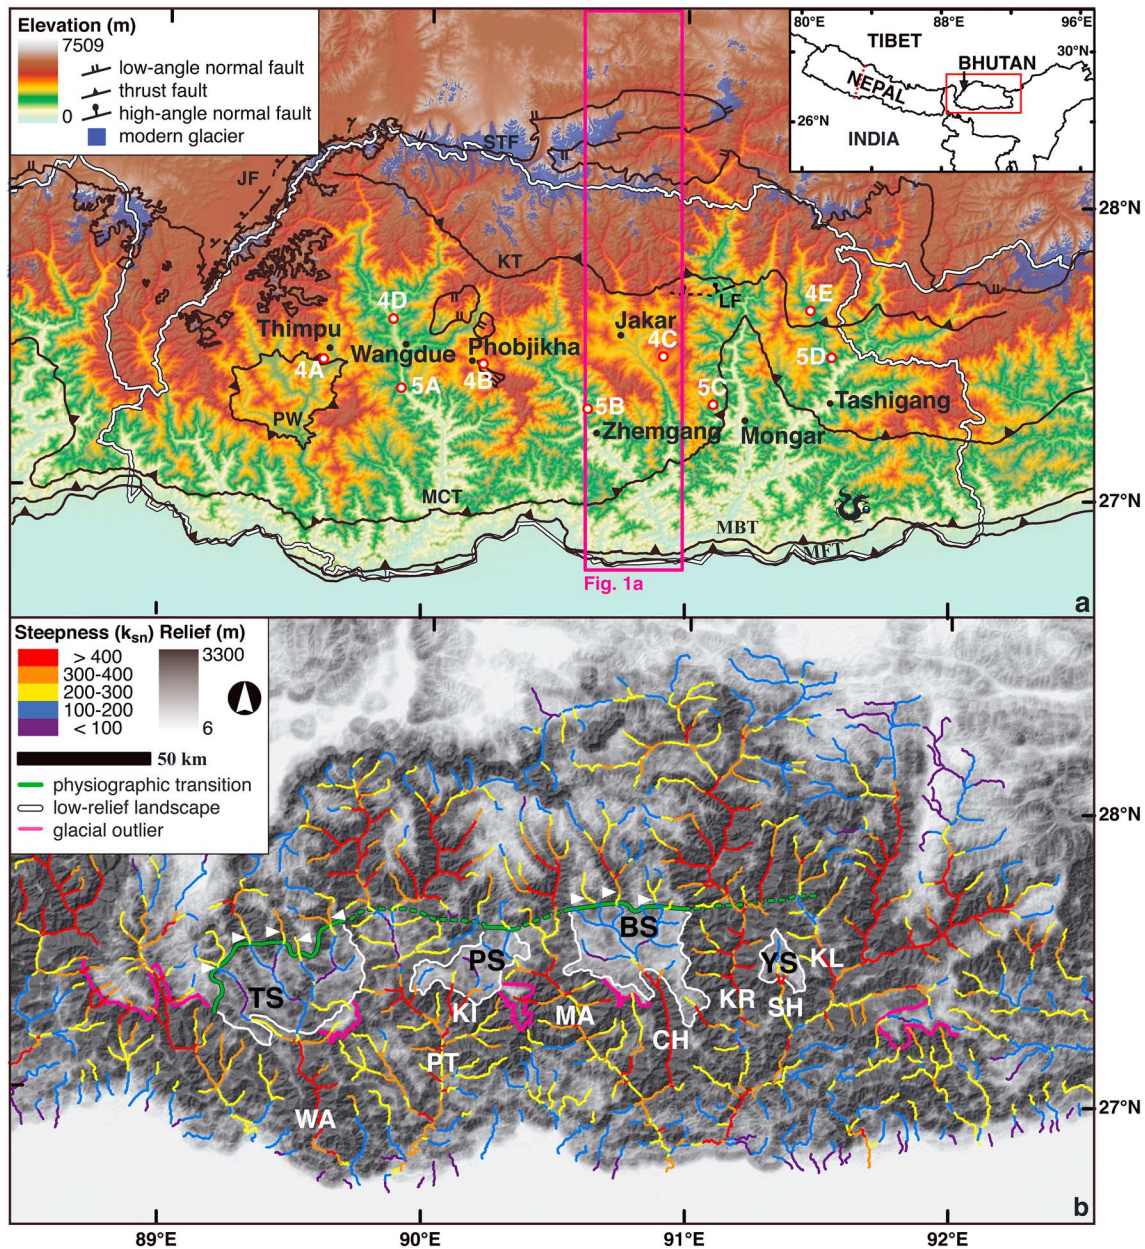 Elevation (m)
7509
0
low-angle normal fault
thrust fault
high-angle normal fault
modern glacier
80°E
88°E
96°E
TIBET
30°N
BHUTAN
NEPAL
26°N
INDIA
STF
JF
28°N
KT
4E
4D
LF
Thimpu
Jakar
Wangdue
Phobjikha
4C
4A
4B
5D
5A
5C
5B
PW
Tashigang
Zhemgang
Mongar
MCT
27°N
MBT
MFT
Fig. 1a
a
Steepness (ksn)
Relief (m)
> 400
300-400
200-300
100-200
< 100
3300
6
50 km
physiographic transition
low-relief landscape
glacial outlier
28°N
BS
PS
YS
KL
TS
KI
MA
KR
SH
CH
PT
WA
27°N
b
89°E
90°E
91°E
92°E